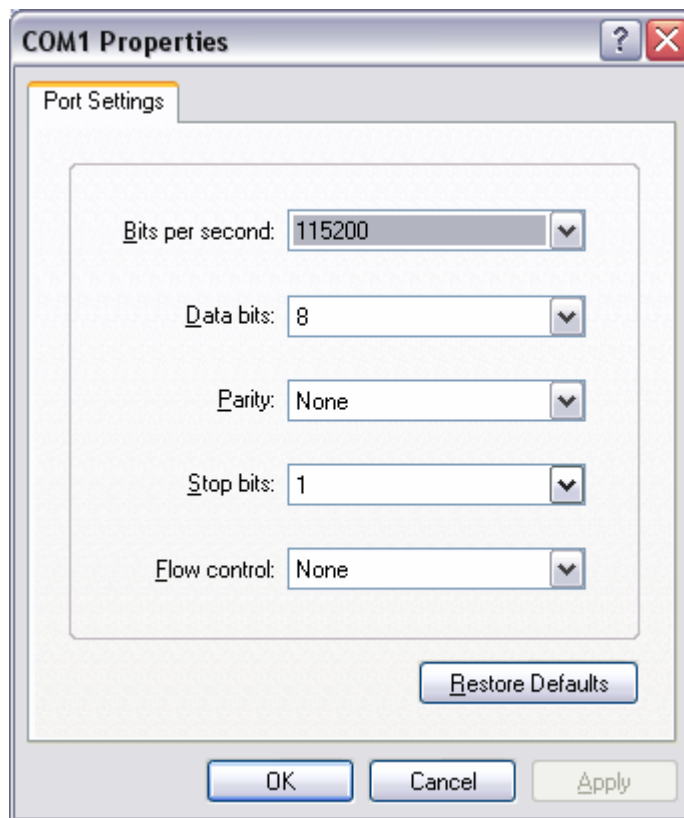 COM1 Properties
?
Port Settings
Bits per second: 115200
Data bits: 8
Parity: None
Stop bits: 1
Flow control: None
Restore Defaults
OK Cancel Apply